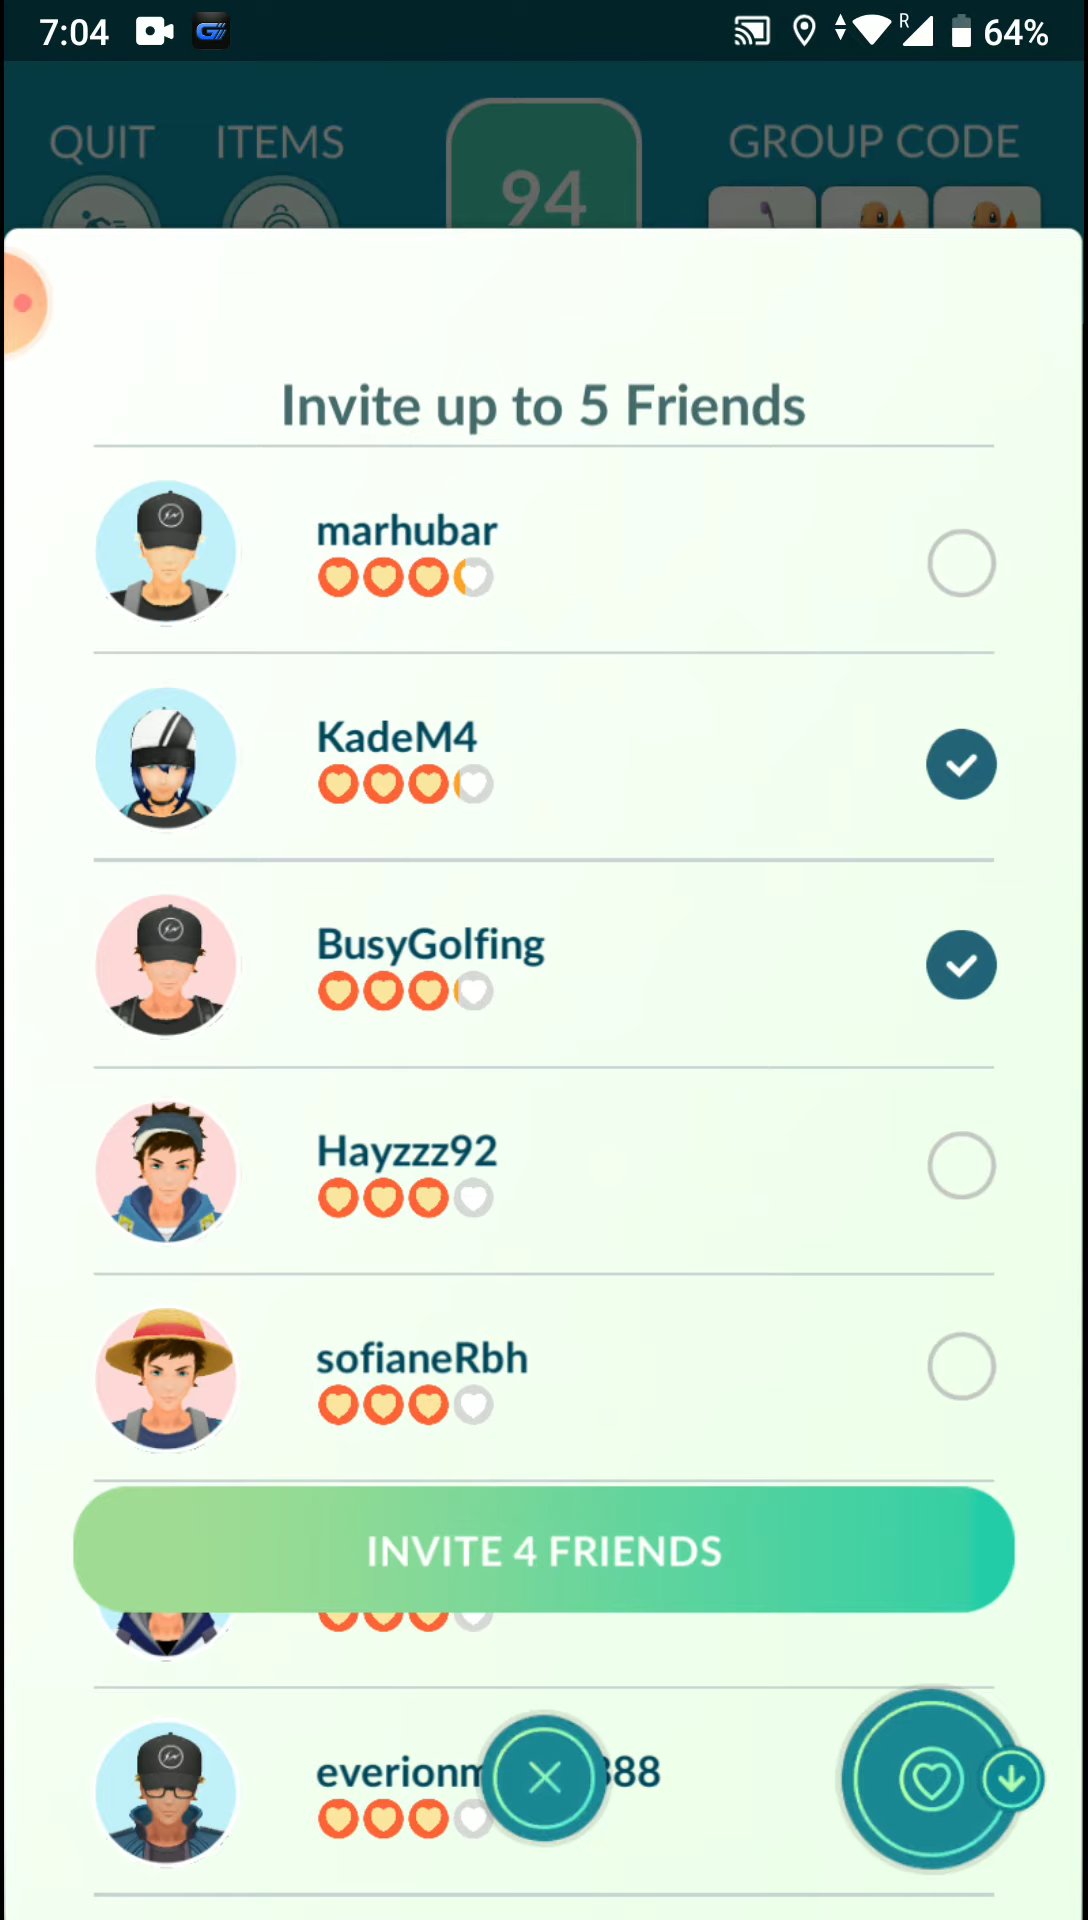 7:04
R
64%
QUIT
ITEMS
94
GROUP CODE
Invite up to 5 Friends
marhubar
KadeM4
BusyGolfing
Hayzzz92
sofianeRbh
INVITE 4 FRIENDS